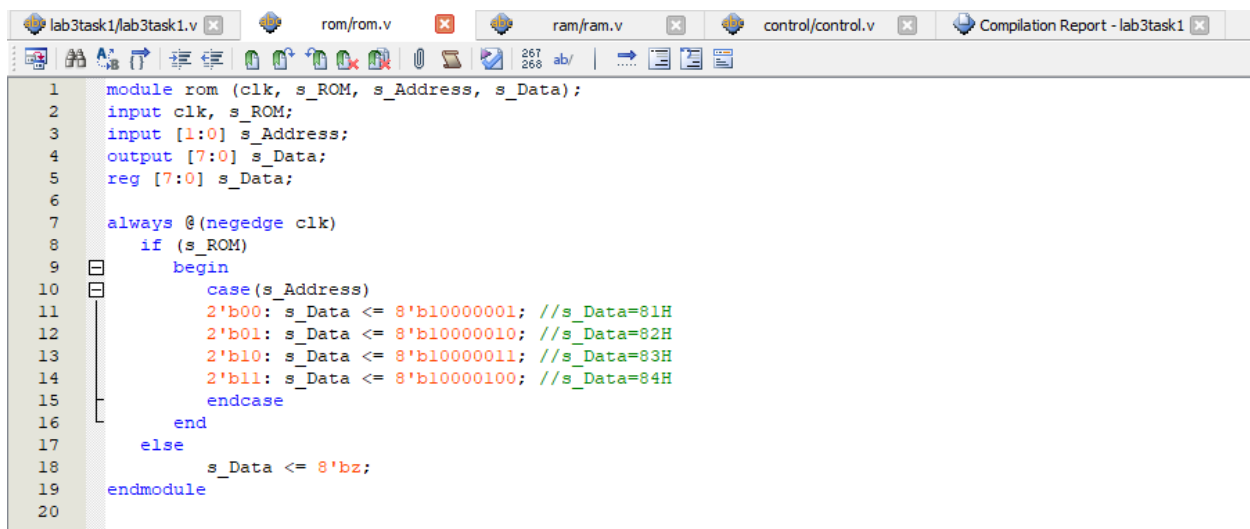 lab3task1/lab3task1.v rom/rom.v ram/ram.v control/control.v Compilation Report - lab3task1
267
268 ab/
1 module rom (clk, s_ROM, s_Address, s_Data);
2 input clk, s_ROM;
3 input [1:0] s_Address;
4 output [7:0] s_Data;
5 reg [7:0] s_Data;
6
7 always @(negedge clk)
8 if (s_ROM)
9 begin
10 case(s_Address)
11 2'b00: s_Data <= 8'b10000001; //s_Data=81H
12 2'b01: s_Data <= 8'b10000010; //s_Data=82H
13 2'b10: s_Data <= 8'b10000011; //s_Data=83H
14 2'b11: s_Data <= 8'b10000100; //s_Data=84H
15 endcase
16 end
17 else
18 s_Data <= 8'bz;
19 endmodule
20